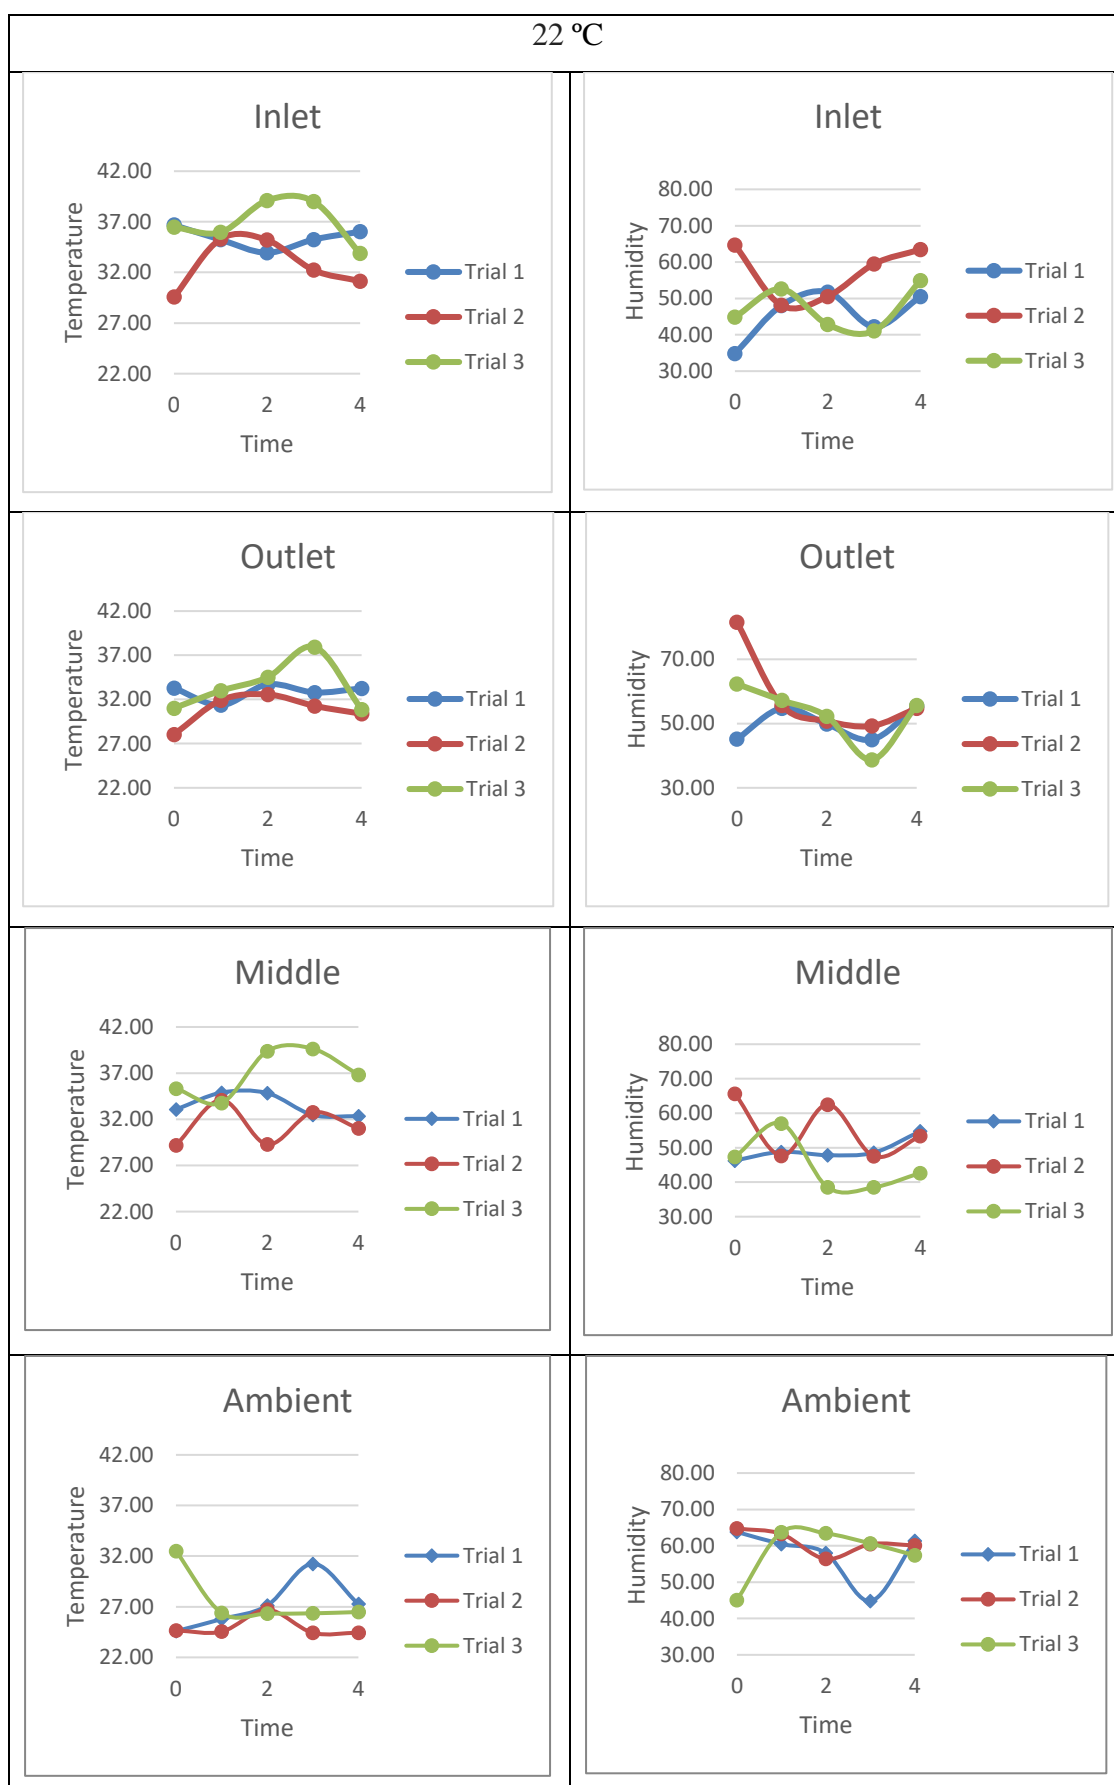 22 ºC
Inlet
42.00
37.00
32.00
27.00
22.00
Temperature
0 2 4
Time
Trial 1
Trial 2
Trial 3
Inlet
80.00
70.00
60.00
50.00
40.00
30.00
Humidity
0 2 4
Time
Trial 1
Trial 2
Trial 3
Outlet
42.00
37.00
32.00
27.00
22.00
Temperature
0 2 4
Time
Trial 1
Trial 2
Trial 3
Outlet
70.00
50.00
30.00
Humidity
0 2 4
Time
Trial 1
Trial 2
Trial 3
Middle
42.00
37.00
32.00
27.00
22.00
Temperature
0 2 4
Time
Trial 1
Trial 2
Trial 3
Middle
80.00
70.00
60.00
50.00
40.00
30.00
Humidity
0 2 4
Time
Trial 1
Trial 2
Trial 3
Ambient
42.00
37.00
32.00
27.00
22.00
Temperature
0 2 4
Time
Trial 1
Trial 2
Trial 3
Ambient
80.00
70.00
60.00
50.00
40.00
30.00
Humidity
0 2 4
Time
Trial 1
Trial 2
Trial 3